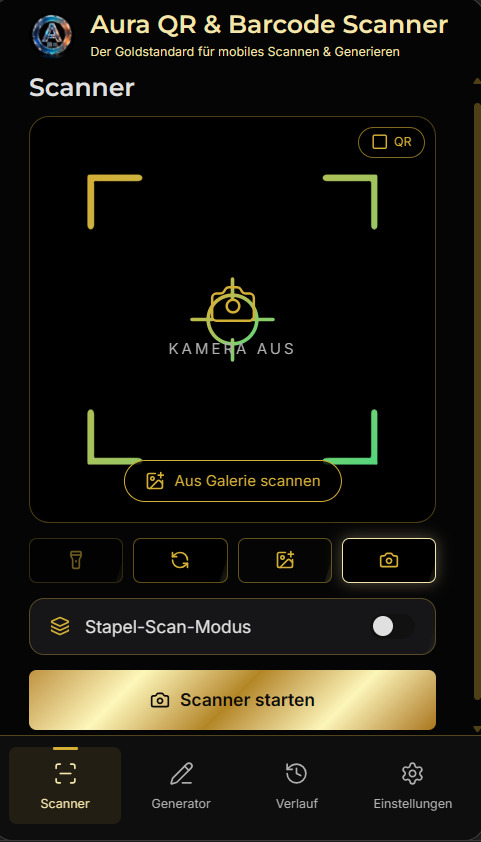 Aura QR & Barcode Scanner
Der Goldstandard für mobiles Scannen & Generieren
Scanner
QR
KAMERA AUS
Aus Galerie scannen
Stapel-Scan-Modus
Scanner starten
Scanner
Generator
Verlauf
Einstellungen